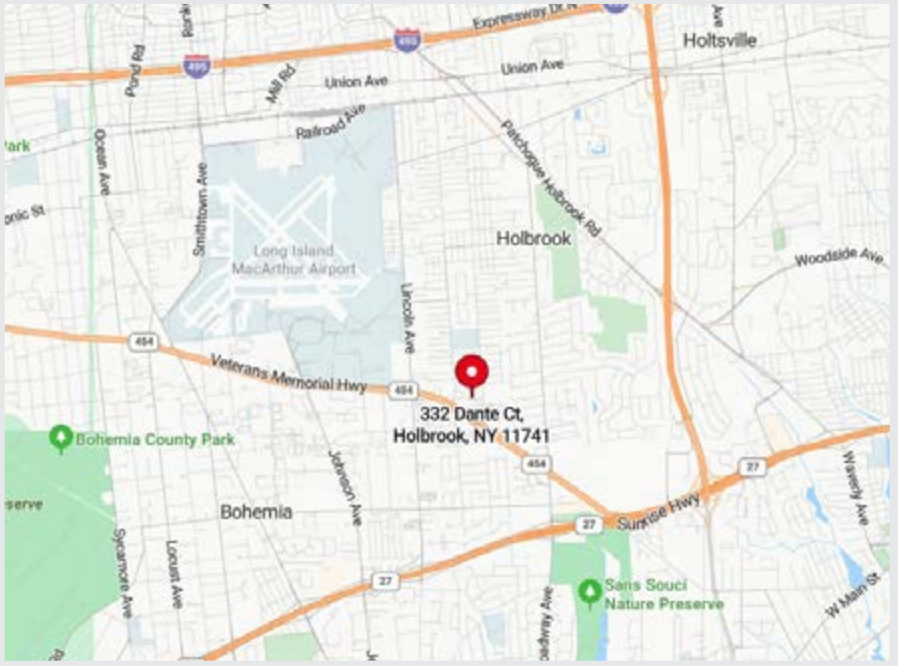 Expressway Dr N
495
Holtsville
495
Pond Rd
Mill Rd
Union Ave
Union Ave
Ave
Railroad Ave
Ocean Ave
Smithtown Ave
Patchogue Holbrook Rd
Holbrook
Long Island
MacArthur Airport
Woodside Ave
Lincoln Ave
454
Veterans Memorial Hwy
454
332 Dante Ct,
Holbrook, NY 11741
Bohemia County Park
454
27
Johnson Ave
Waverly Ave
Bohemia
27
Sunrise Hwy
Sycamore Ave
Locust Ave
27
Sans Souci
Nature Preserve
W Main St